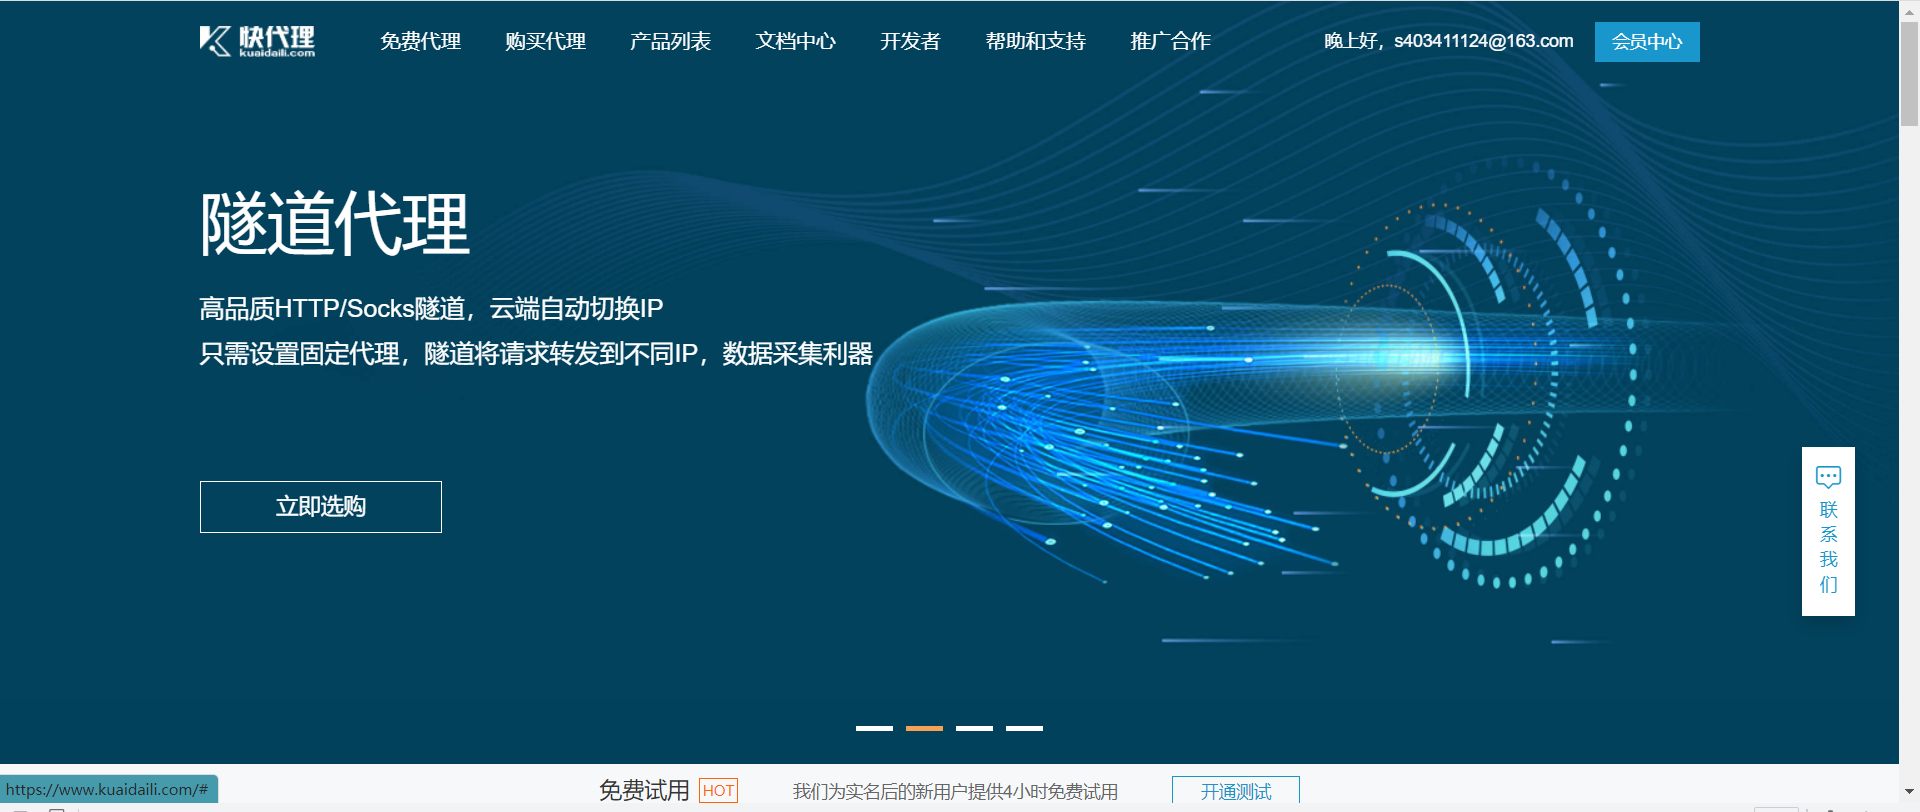 快代理
kuaidaili.com
免费代理 购买代理 产品列表 文档中心 开发者 帮助和支持 推广合作 晚上好，s403411124@163.com 会员中心
隧道代理
高品质HTTP/Socks隧道，云端自动切换IP
只需设置固定代理，隧道将请求转发到不同IP，数据采集利器
立即选购
联系我们
免费试用 HOT 我们为实名后的新用户提供4小时免费试用 开通测试
https://www.kuaidaili.com/#